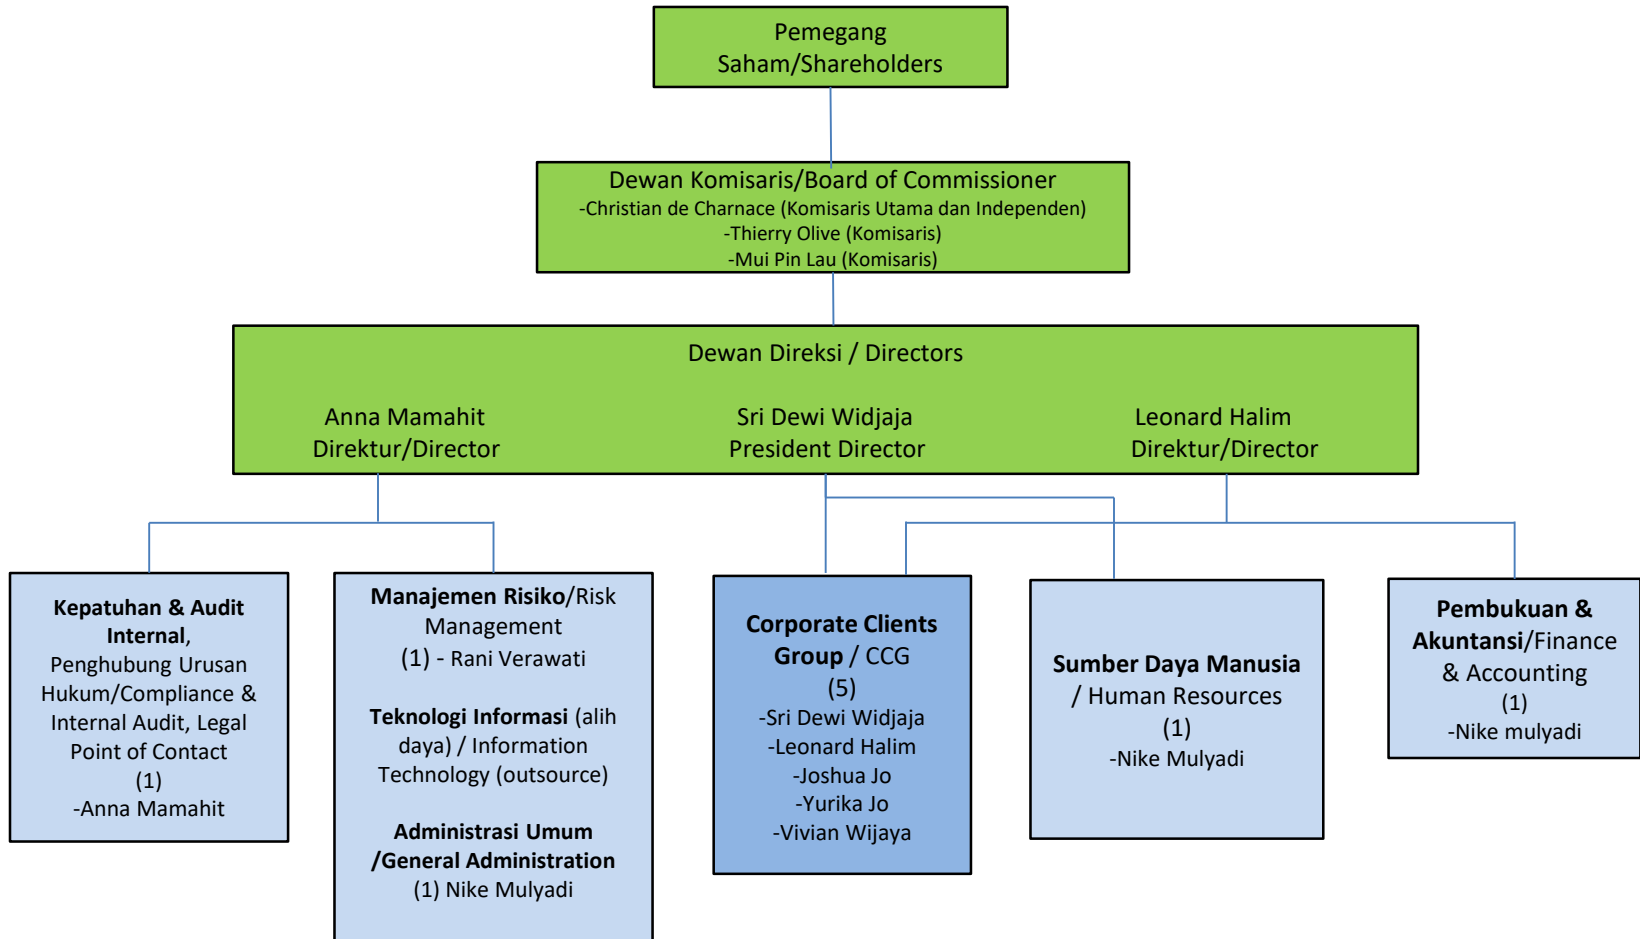 Pemegang
Saham/Shareholders
Dewan Komisaris/Board of Commissioner
-Christian de Charnace (Komisaris Utama dan Independen)
-Thierry Olive (Komisaris)
-Mui Pin Lau (Komisaris)
Dewan Direksi / Directors
Anna Mamahit
Direktur/Director
Sri Dewi Widjaja
President Director
Leonard Halim
Direktur/Director
Kepatuhan & Audit
Internal,
Penghubung Urusan
Hukum/Compliance &
Internal Audit, Legal
Point of Contact
(1)
-Anna Mamahit
Manajemen Risiko/Risk
Management
(1) - Rani Verawati
Teknologi Informasi (alih
daya) / Information
Technology (outsource)
Administrasi Umum
/General Administration
(1) Nike Mulyadi
Corporate Clients
Group / CCG
(5)
-Sri Dewi Widjaja
-Leonard Halim
-Joshua Jo
-Yurika Jo
-Vivian Wijaya
Sumber Daya Manusia
/ Human Resources
(1)
-Nike Mulyadi
Pembukuan &
Akuntansi/Finance
& Accounting
(1)
-Nike mulyadi